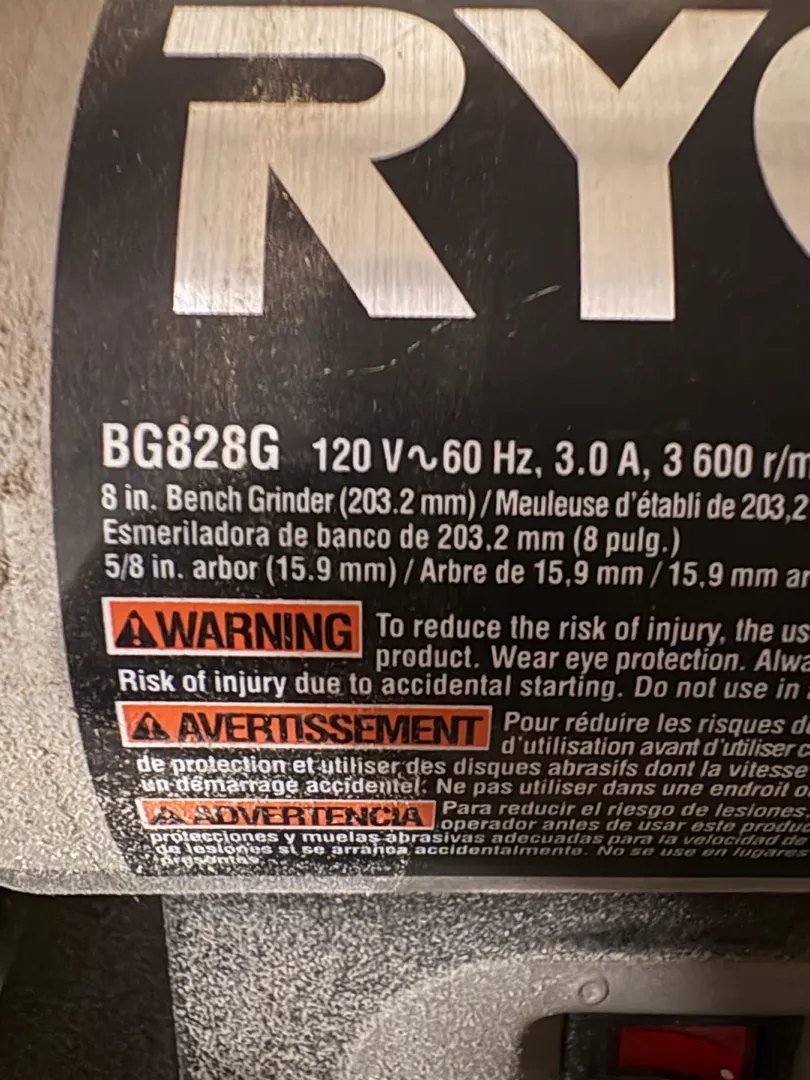 RYO
BG828G 120 V~60 Hz, 3.0 A, 3 600 r/m
8 in. Bench Grinder (203.2 mm) / Meuleuse d'établi de 203,2
Esmeriladora de banco de 203.2 mm (8 pulg.)
5/8 in. arbor (15.9 mm) / Arbre de 15,9 mm / 15,9 mm ar
⚠WARNING To reduce the risk of injury, the us
product. Wear eye protection. Alwa
Risk of injury due to accidental starting. Do not use in
⚠ AVERTISSEMENT Pour réduire les risques d
d'utilisation avant d'utiliser c
de protection et utiliser des disques abrasifs dont la vitesse
un démarrage accidentel. Ne pas utiliser dans une endroit o
⚠ ADVERTENCIA Para reducir el riesgo de lesiones,
operador antes de usar este produ
protecciones y muelas abrasivas adecuadas para la velocidad de
de lesiones si se arranca accidentalmente. No se use en lugares
presentes.